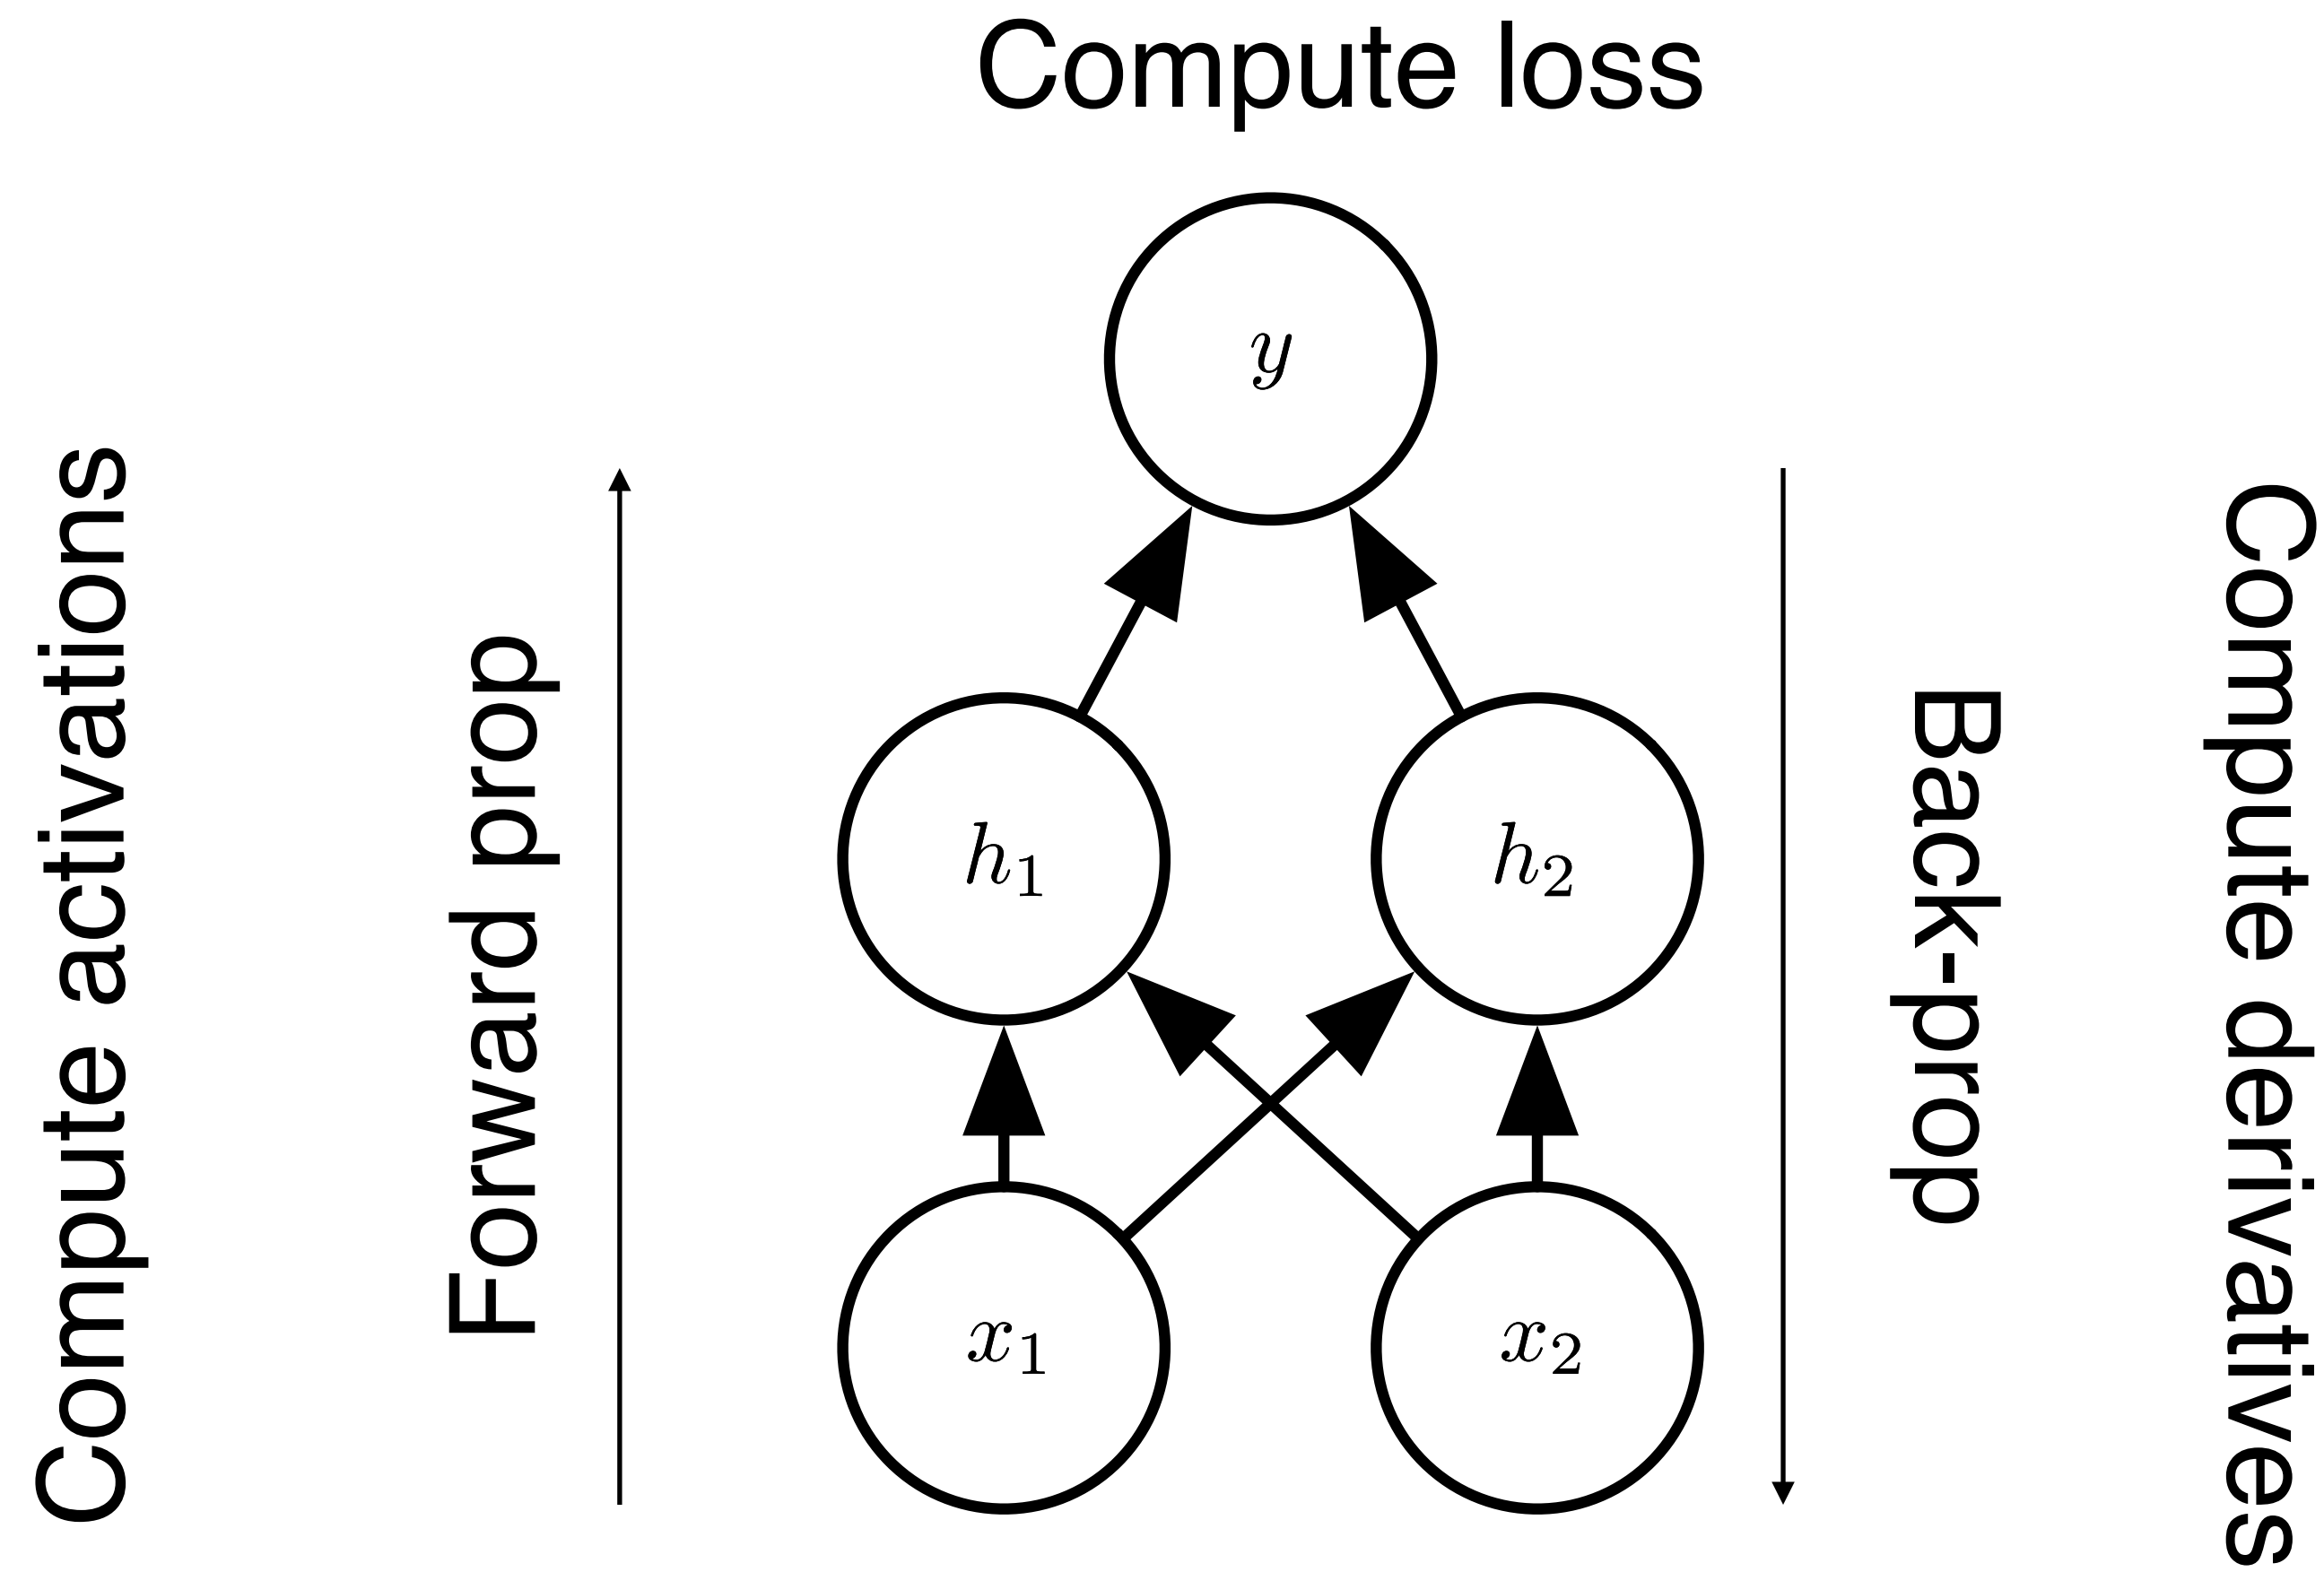 Compute loss
Compute activations
Forward prop
y
h₁
h₂
x₁
x₂
Back-prop
Compute derivatives